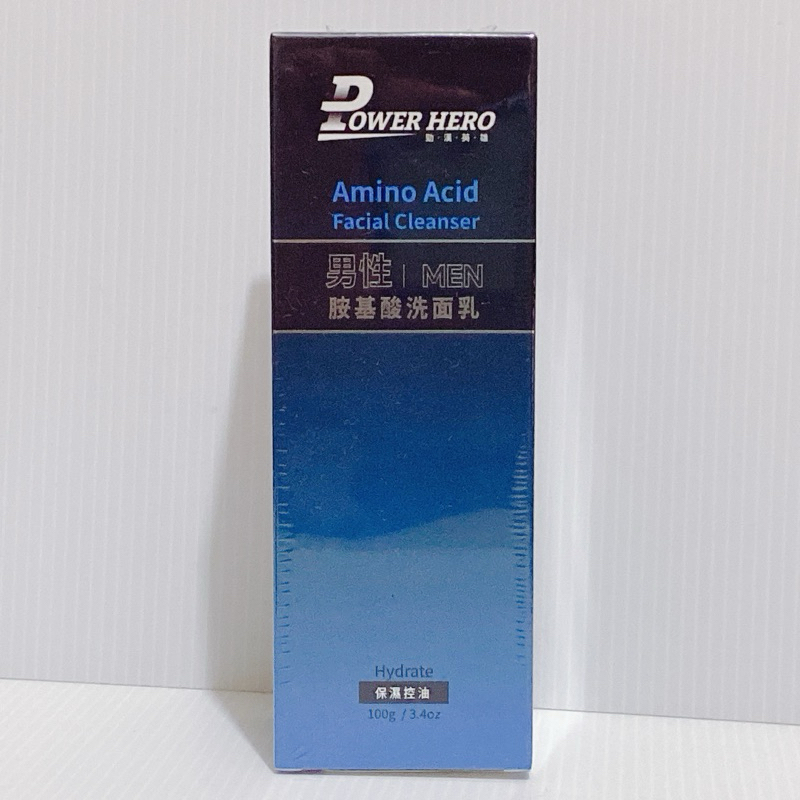 POWER HERO
勁·漢·英·雄
Amino Acid
Facial Cleanser
男性 | MEN
胺基酸洗面乳
Hydrate
保濕控油
100g / 3.4oz